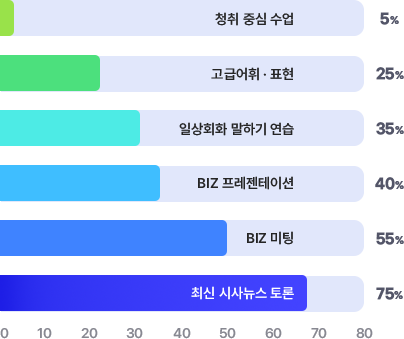 청취 중심 수업 5%
고급어휘 · 표현 25%
일상회화 말하기 연습 35%
BIZ 프레젠테이션 40%
BIZ 미팅 55%
최신 시사뉴스 토론 75%
0 10 20 30 40 50 60 70 80